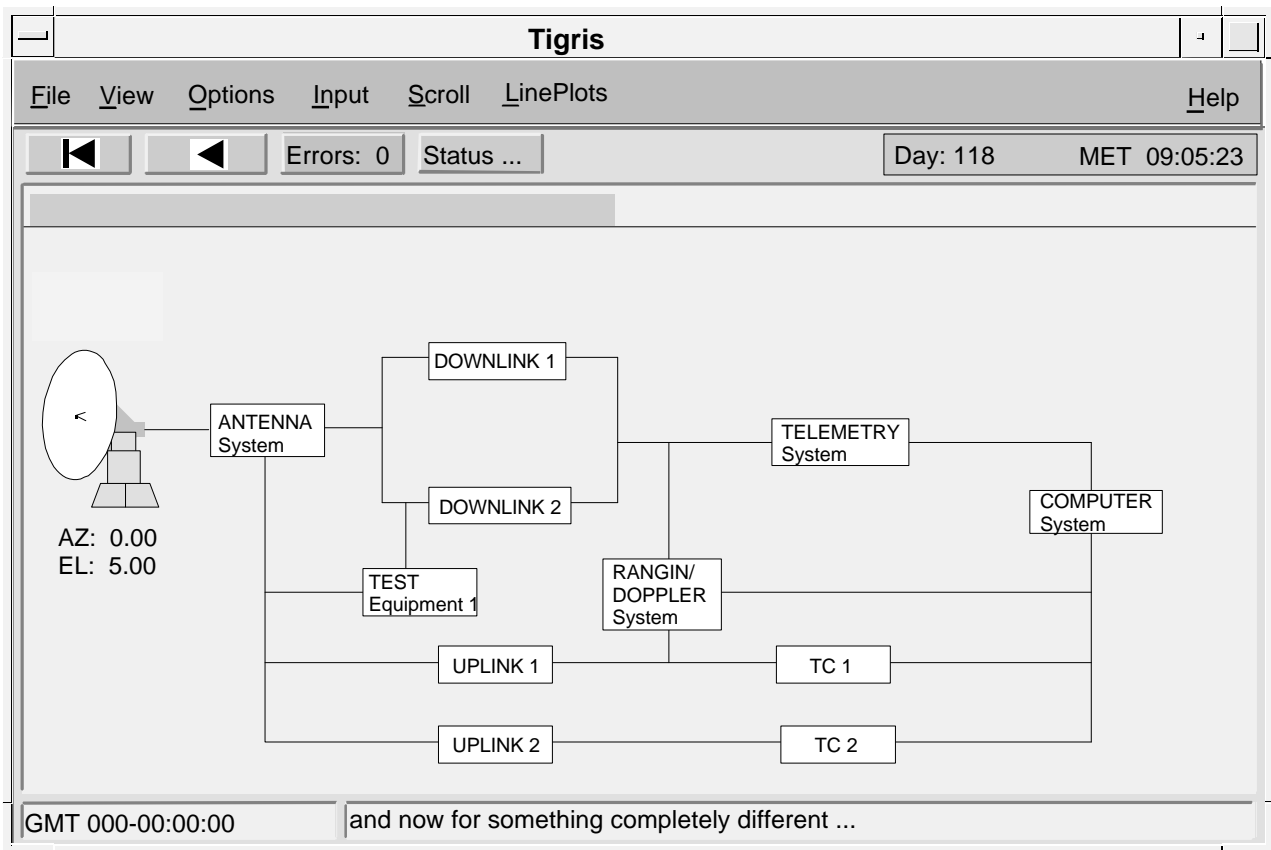 Tigris
File View Options Input Scroll LinePlots Help
Errors: 0 Status ... Day: 118 MET 09:05:23
DOWNLINK 1
ANTENNA
System
TELEMETRY
System
DOWNLINK 2
COMPUTER
System
AZ: 0.00
EL: 5.00
TEST
Equipment 1
RANGIN/
DOPPLER
System
UPLINK 1
TC 1
UPLINK 2
TC 2
GMT 000-00:00:00
and now for something completely different ...